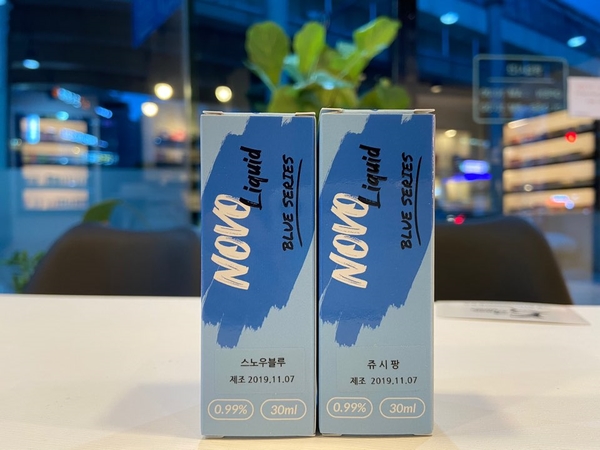 NOVO
Liquid
BLUE SERIES
스노우블루
제조 2019.11.07
0.99%
30ml
NOVO
Liquid
BLUE SERIES
쥬시팡
제조 2019.11.07
0.99%
30ml